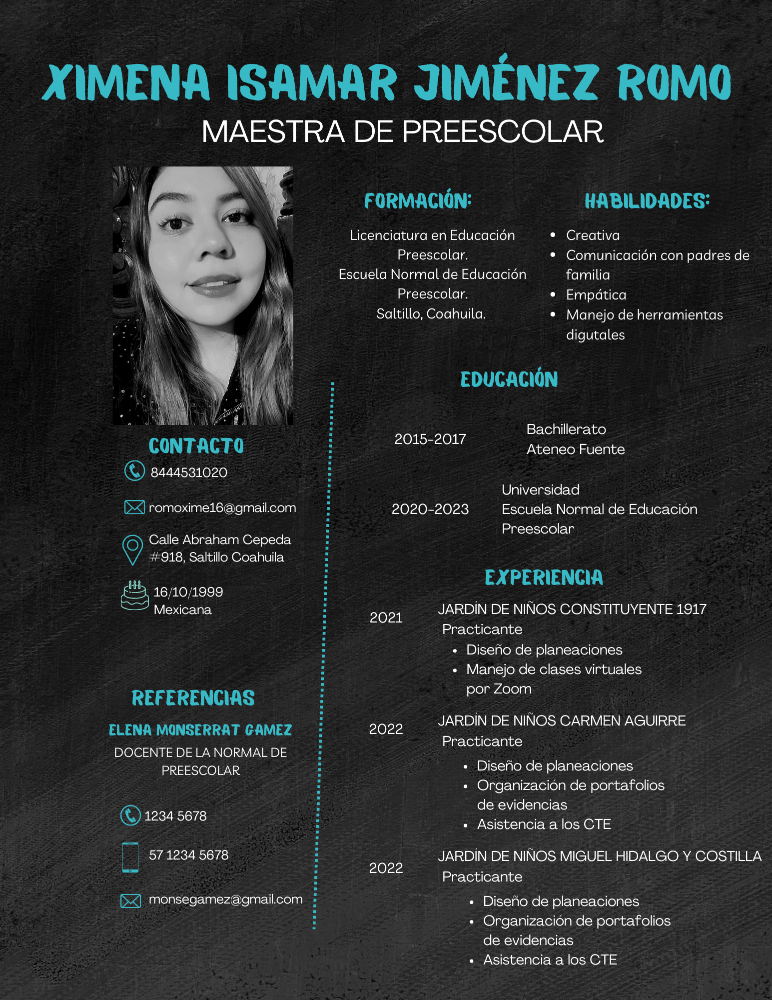 XIMENA ISAMAR JIMÉNEZ ROMO
MAESTRA DE PREESCOLAR
FORMACIÓN:
Licenciatura en Educación
Preescolar.
Escuela Normal de Educación
Preescolar.
Saltillo, Coahuila.
HABILIDADES:
• Creativa
• Comunicación con padres de
familia
• Empática
• Manejo de herramientas
digutales
EDUCACIÓN
2015-2017
Bachillerato
Ateneo Fuente
2020-2023
Universidad
Escuela Normal de Educación
Preescolar
CONTACTO
8444531020
romoxime16@gmail.com
Calle Abraham Cepeda
#918, Saltillo Coahuila
16/10/1999
Mexicana
REFERENCIAS
ELENA MONSERRAT GAMEZ
DOCENTE DE LA NORMAL DE
PREESCOLAR
1234 5678
57 1234 5678
monsegamez@gmail.com
EXPERIENCIA
2021
JARDÍN DE NIÑOS CONSTITUYENTE 1917
Practicante
• Diseño de planeaciones
• Manejo de clases virtuales
por Zoom
2022
JARDÍN DE NIÑOS CARMEN AGUIRRE
Practicante
• Diseño de planeaciones
• Organización de portafolios
de evidencias
• Asistencia a los CTE
2022
JARDÍN DE NIÑOS MIGUEL HIDALGO Y COSTILLA
Practicante
• Diseño de planeaciones
• Organización de portafolios
de evidencias
• Asistencia a los CTE